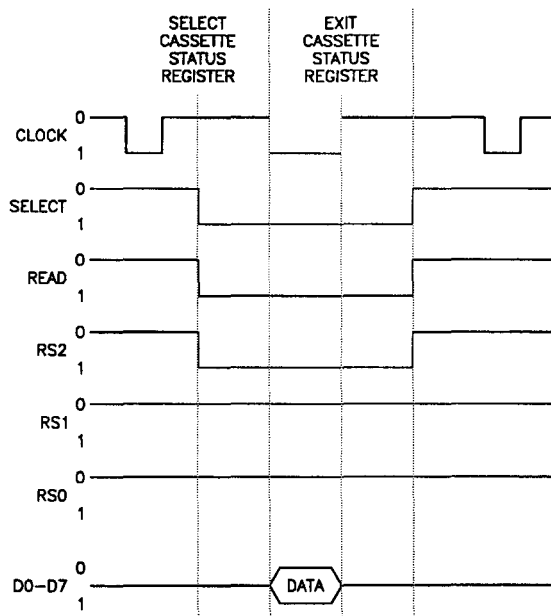 SELECT
CASSETTE
STATUS
REGISTER
EXIT
CASSETTE
STATUS
REGISTER
0
CLOCK
1
0
SELECT
1
0
READ
1
0
RS2
1
0
RS1
1
0
RS0
1
0
D0-D7
DATA
1